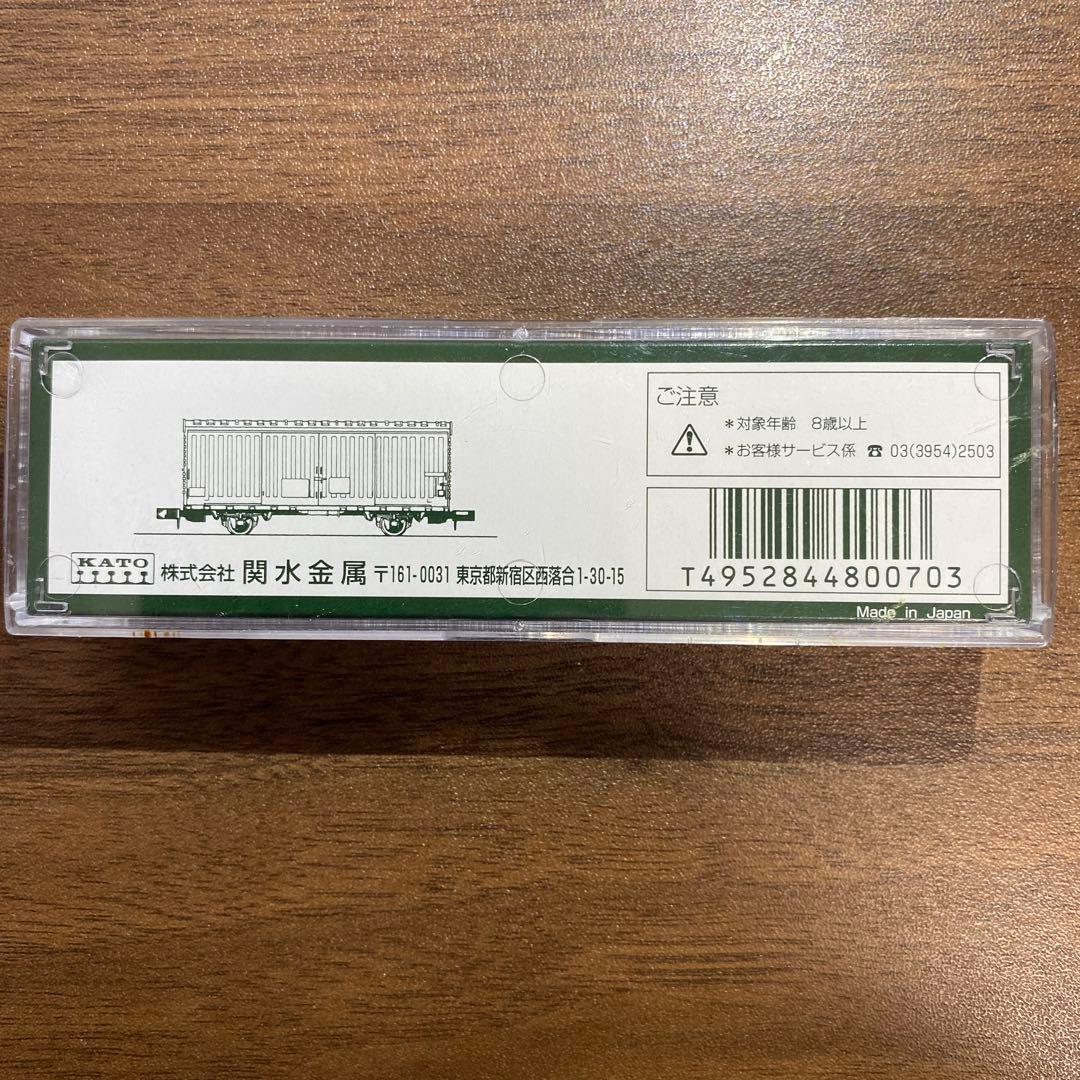 ご注意
*対象年齢 8歳以上
*お客様サービス係 ☎ 03(3954)2503
KATO 株式会社 関水金属 〒161-0031 東京都新宿区西落合1-30-15
T4952844800703
Made in Japan